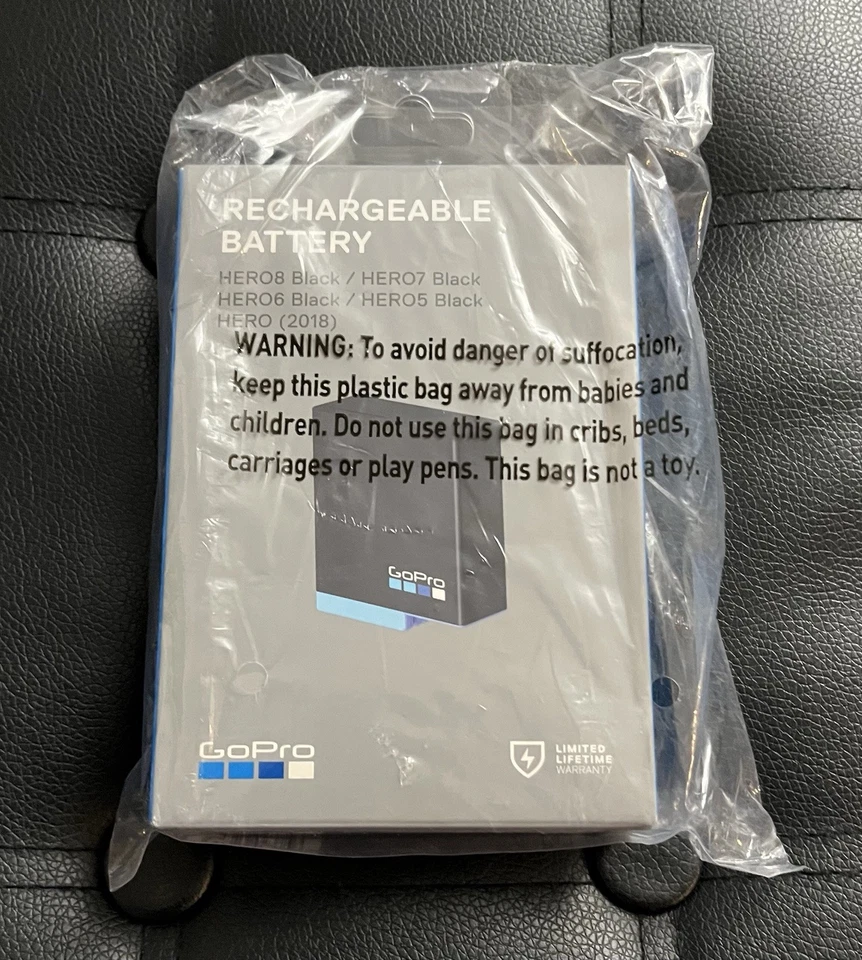 RECHARGEABLE
BATTERY
HERO8 Black / HERO7 Black
HERO6 Black / HERO5 Black
HERO (2018)
WARNING: To avoid danger of suffocation,
keep this plastic bag away from babies and
children. Do not use this bag in cribs, beds,
carriages or play pens. This bag is not a toy.
GoPro
GoPro
LIMITED
LIFETIME
WARRANTY